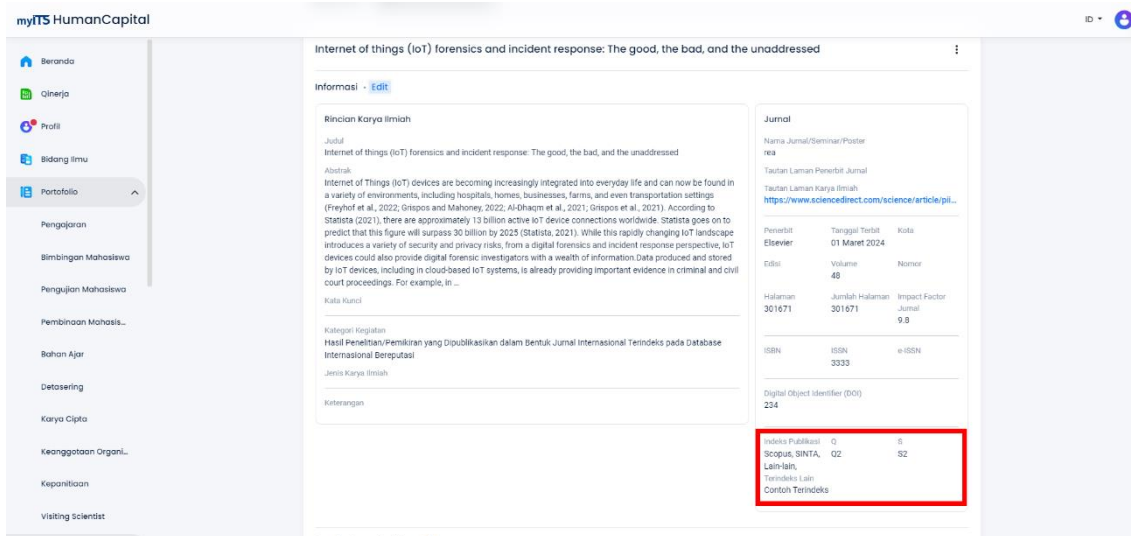 myITS HumanCapital
ID
Beranda
Qinerja
Profil
Bidang Ilmu
Portofolio
Pengajaran
Bimbingan Mahasiswa
Pengujian Mahasiswa
Pembinaan Mahasis...
Bahan Ajar
Detasering
Karya Cipta
Keanggotaan Organi...
Kepanitiaan
Visiting Scientist
Internet of things (IoT) forensics and incident response: The good, the bad, and the unaddressed
Informasi - Edit
Rincian Karya Ilmiah
Judul
Internet of things (IoT) forensics and incident response: The good, the bad, and the unaddressed
Abstrak
Internet of Things (IoT) devices are becoming increasingly integrated into everyday life and can now be found in
a variety of environments, including hospitals, homes, businesses, farms, and even transportation settings
(Freyhof et al., 2022; Grispos and Mahoney, 2022; Al-Dhaqm et al., 2021; Grispos et al., 2021). According to
Statista (2021), there are approximately 13 billion active IoT device connections worldwide. Statista goes on to
predict that this figure will surpass 30 billion by 2025 (Statista, 2021). While this rapidly changing IoT landscape
introduces a variety of security and privacy risks, from a digital forensics and incident response perspective, IoT
devices could also provide digital forensic investigators with a wealth of information.Data produced and stored
by IoT devices, including in cloud-based IoT systems, is already providing important evidence in criminal and civil
court proceedings. For example, in ...
Kata Kunci
Kategori Kegiatan
Hasil Penelitian/Pemikiran yang Dipublikasikan dalam Bentuk Jurnal Internasional Terindeks pada Database
Internasional Bereputasi
Jenis Karya Ilmiah
Keterangan
Jurnal
Nama Jurnal/Seminar/Poster
rea
Tautan Laman Penerbit Jurnal
Tautan Laman Karya Ilmiah
https://www.sciencedirect.com/science/article/pii...
Penerbit Tanggal Terbit Kota
Elsevier 01 Maret 2024
Edisi Volume Nomor
48
Halaman Jumlah Halaman Impact Factor
301671 301671 Jurnal
9.8
ISBN ISSN e-ISSN
3333
Digital Object Identifier (DOI)
234
Indeks Publikasi Q S
Scopus, SINTA, Q2 S2
Lain-lain,
Terindeks Lain
Contoh Terindeks